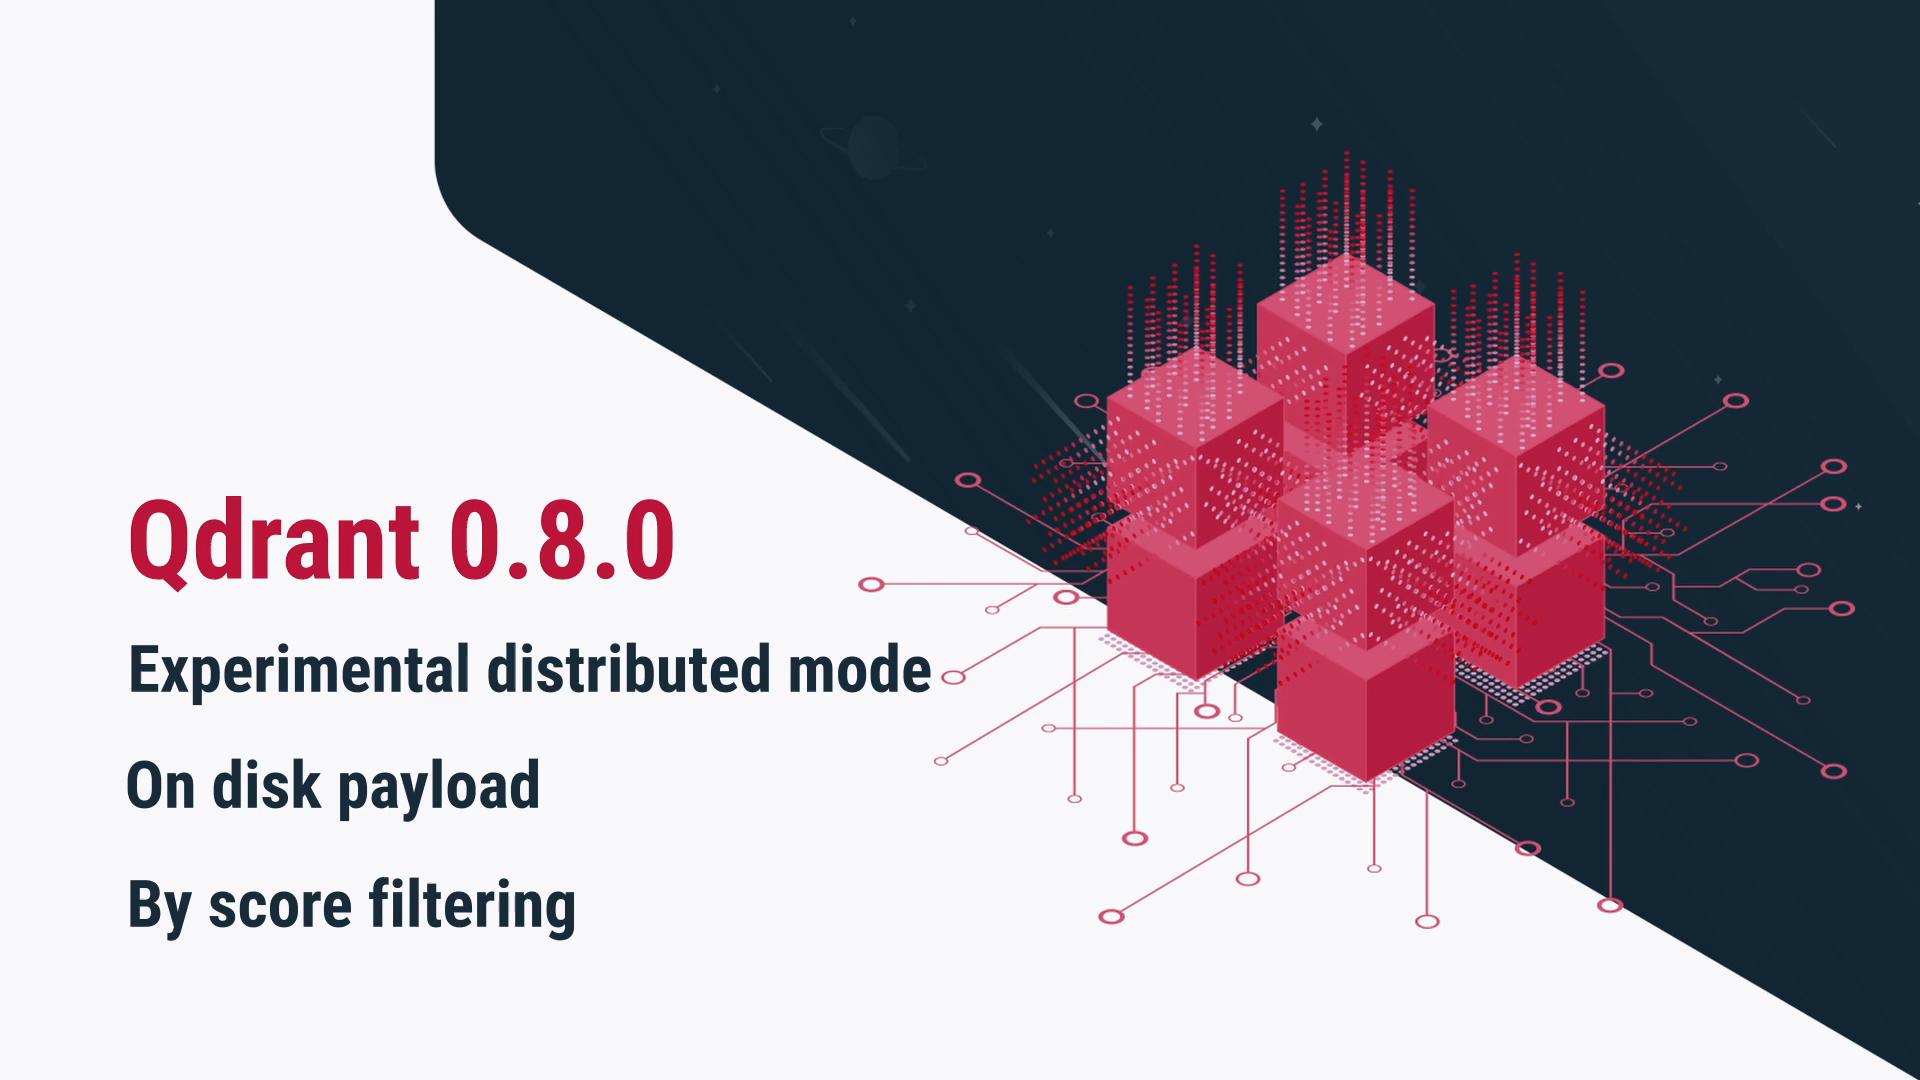 Qdrant 0.8.0
Experimental distributed mode
On disk payload
By score filtering